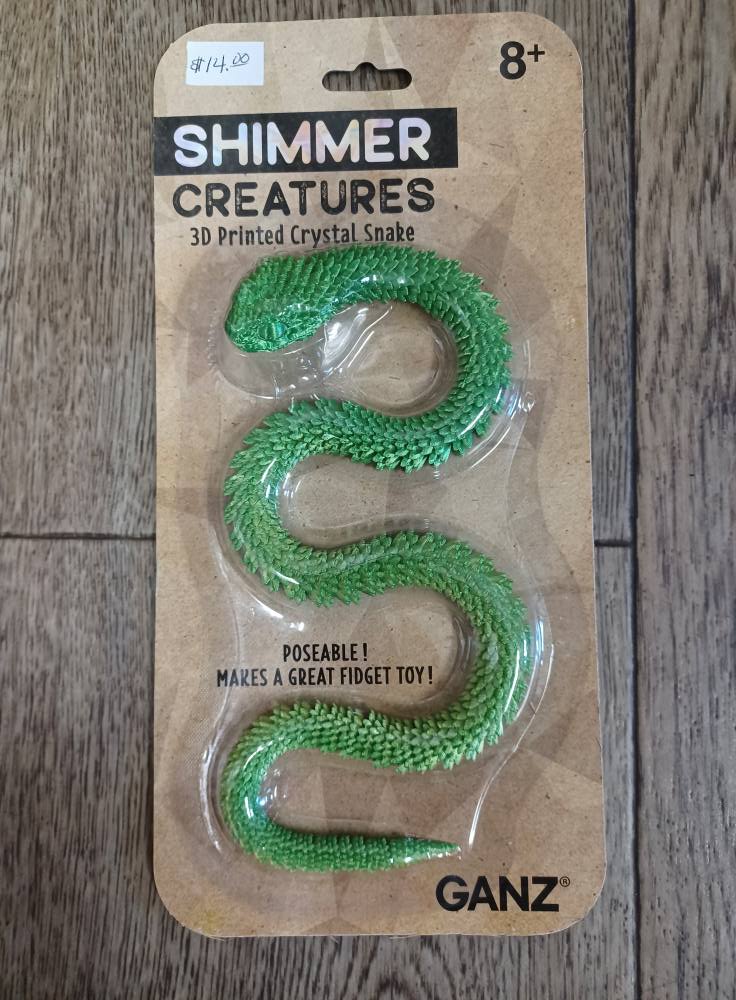 $14.00
8+
SHIMMER
CREATURES
3D Printed Crystal Snake
POSEABLE!
MAKES A GREAT FIDGET TOY!
GANZ®